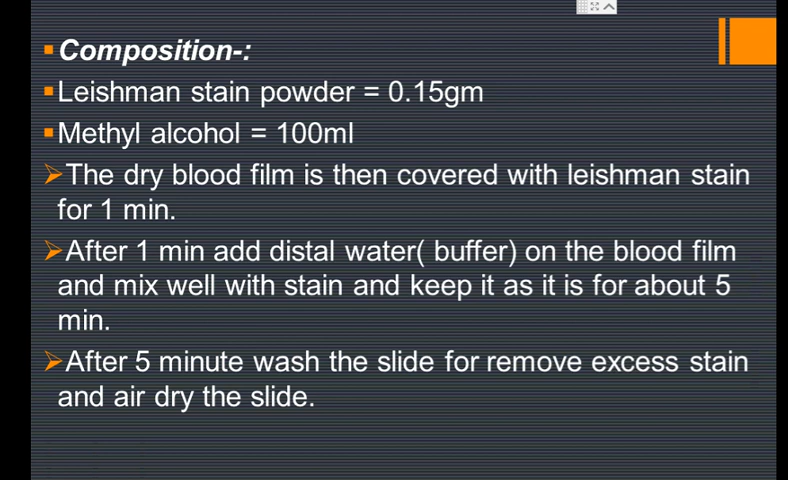 Composition-:
Leishman stain powder = 0.15gm
Methyl alcohol = 100ml
The dry blood film is then covered with leishman stain
for 1 min.
After 1 min add distal water( buffer) on the blood film
and mix well with stain and keep it as it is for about 5
min.
After 5 minute wash the slide for remove excess stain
and air dry the slide.